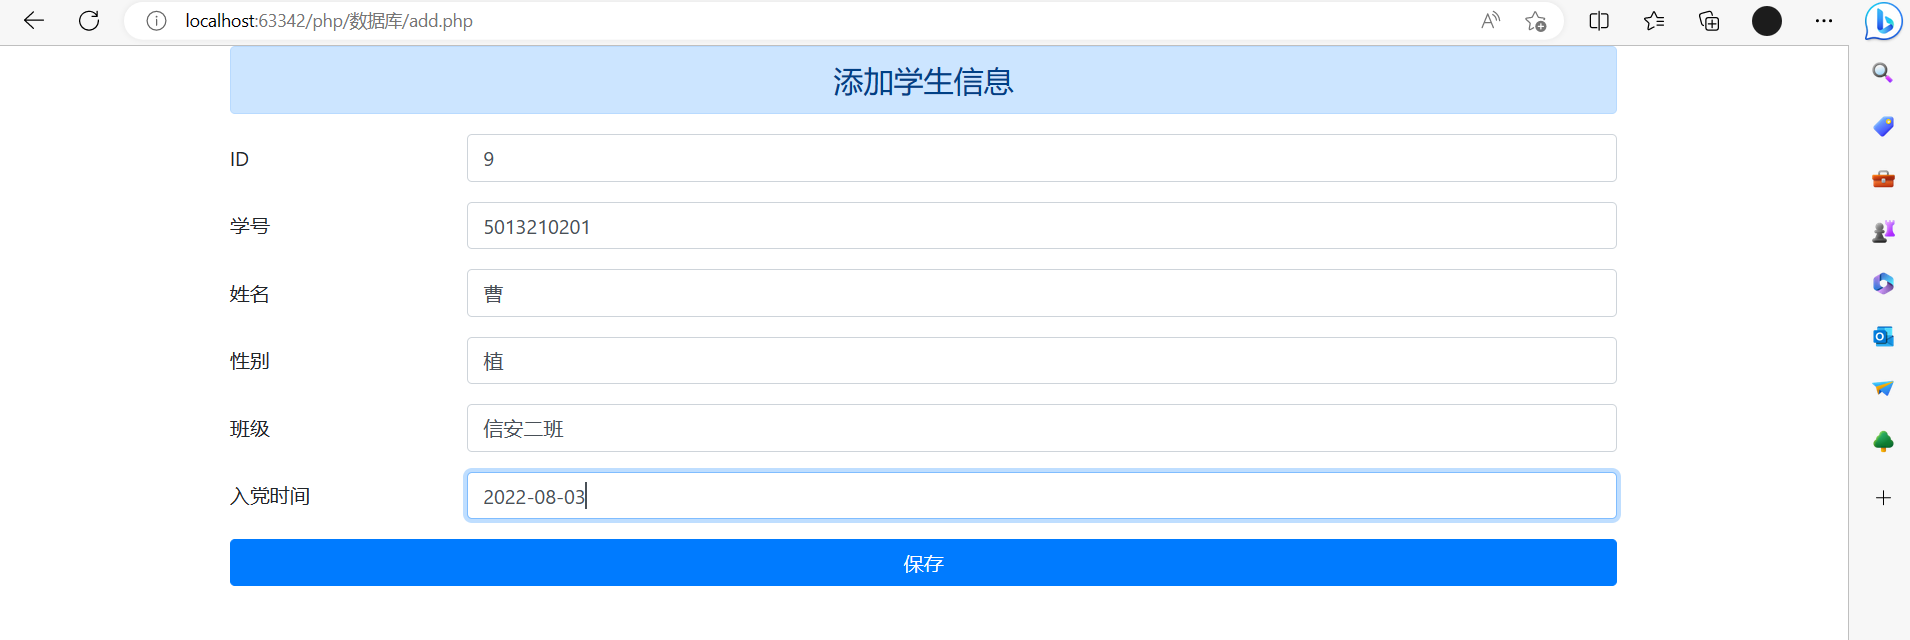 localhost:63342/php/数据库/add.php
添加学生信息
ID 9
学号 5013210201
姓名 曹
性别 植
班级 信安二班
入党时间 2022-08-03
保存